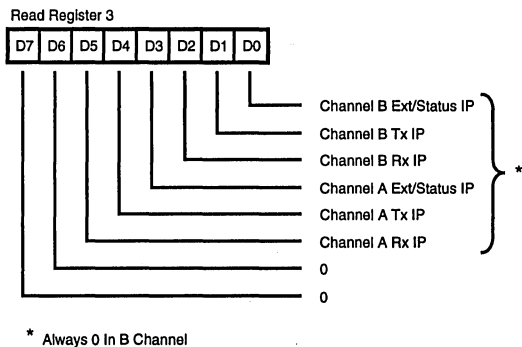 Read Register 3
D7 D6 D5 D4 D3 D2 D1 D0
Channel B Ext/Status IP
Channel B Tx IP
Channel B Rx IP
Channel A Ext/Status IP
*
Channel A Tx IP
Channel A Rx IP
0
0
* Always 0 In B Channel